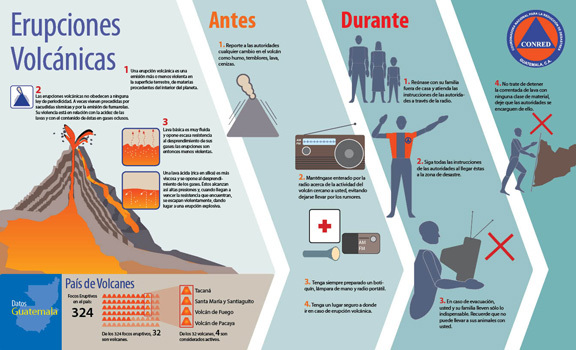 Erupciones
Volcánicas
1 Una erupción volcánica es una
emisión más o menos violenta en
la superficie terrestre, de materias
procedentes del interior del planeta.
2
Las erupciones volcánicas no obedecen a ninguna
ley de periodicidad. A veces vienen precedidas por
sacudidas sísmicas y por la emisión de fumarolas.
Su violencia está en relación con la acidez de las
lavas y con el contenido de éstas en gases oclusos.
3
Lava básica es muy fluida
y opone escasa resistencia
al desprendimiento de sus
gases: las erupciones son
entonces menos violentas.
Una lava ácida (rica en sílice) es más
viscosa y se opone al desprendi-
miento de los gases. Estos alcanzan
así altas presiones y, cuando llegan a
vencer la resistencia que encuentran,
se escapan violentamente, dando
lugar a una erupción explosiva.
Datos
Guatemala
País de Volcanes
Focos Eruptivos
en el país
324
De los 324 focos eruptivos, 32
son volcanes.
Tacaná
Santa María y Santiaguito
Volcán de Fuego
Volcán de Pacaya
De los 32 volcanes, 4 son
considerados activos.
Antes
1. Reporte a las autoridades
cualquier cambio en el volcán
como humo, temblores, lava,
cenizas.
2. Manténgase enterado por la
radio acerca de la actividad del
volcán cercano a usted, evitando
dejarse llevar por los rumores.
AM
FM
3. Tenga siempre preparado un boti-
quín, lámpara de mano y radio portátil.
4. Tenga un lugar seguro a donde
ir en caso de erupción volcánica.
Durante
1. Reúnase con su familia
fuera de casa y atienda las
instrucciones de las autorida-
des a través de la radio.
2. Siga todas las instrucciones
de las autoridades al llegar éstas
a la zona de desastre.
3. En caso de evacuación,
usted y su familia lleven sólo lo
indispensable. Recuerde que no
puede llevar a sus animales con
usted.
COORDINADORA NACIONAL PARA LA REDUCCIÓN DE DESASTRES
CONRED
GUATEMALA, C.A.
4. No trate de detener
la correntada de lava con
ninguna clase de material,
deje que las autoridades se
encarguen de ello.